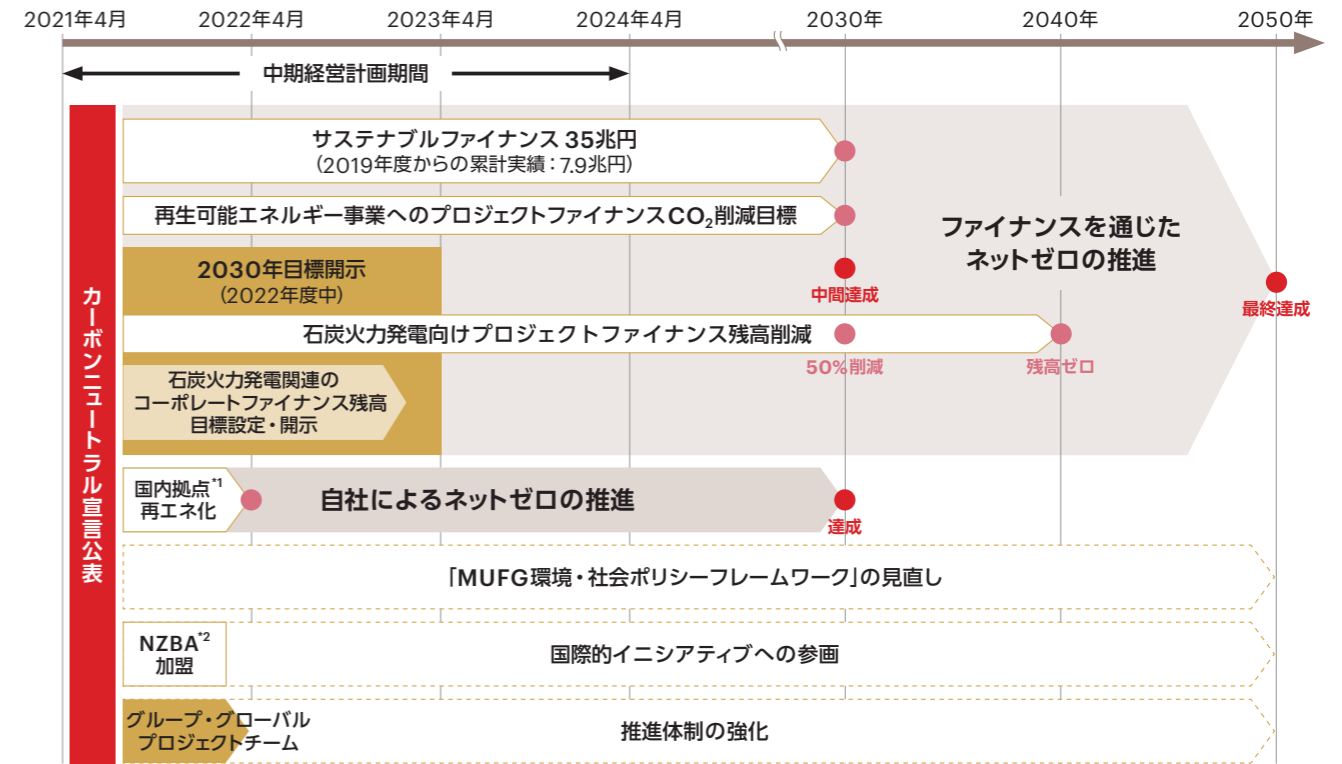 2021年4月
2022年4月
2023年4月
2024年4月
2030年
2040年
2050年
中期経営計画期間
カーボンニュートラル宣言公表
サステナブルファイナンス 35兆円
（2019年度からの累計実績：7.9兆円）
再生可能エネルギー事業へのプロジェクトファイナンスCO₂削減目標
ファイナンスを通じた
ネットゼロの推進
2030年目標開示
（2022年度中）
中間達成
最終達成
石炭火力発電向けプロジェクトファイナンス残高削減
50%削減
残高ゼロ
石炭火力発電関連の
コーポレートファイナンス残高
目標設定・開示
国内拠点*1
再エネ化
自社によるネットゼロの推進
達成
「MUFG環境・社会ポリシーフレームワーク」の見直し
NZBA*2
加盟
国際的イニシアティブへの参画
グループ・グローバル
プロジェクトチーム
推進体制の強化